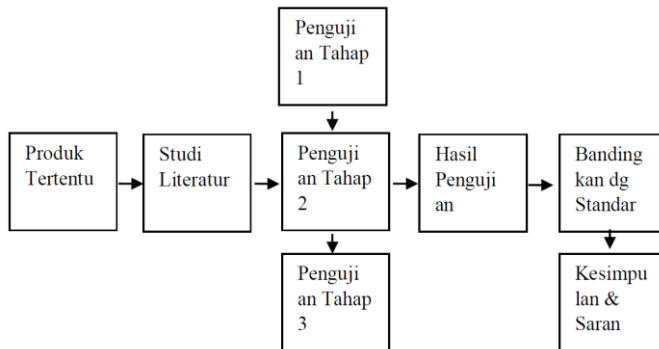 Penguji
an Tahap
1
Produk
Tertentu
Studi
Literatur
Penguji
an Tahap
2
Hasil
Penguji
an
Banding
kan dg
Standar
Penguji
an Tahap
3
Kesimpu
lan &
Saran